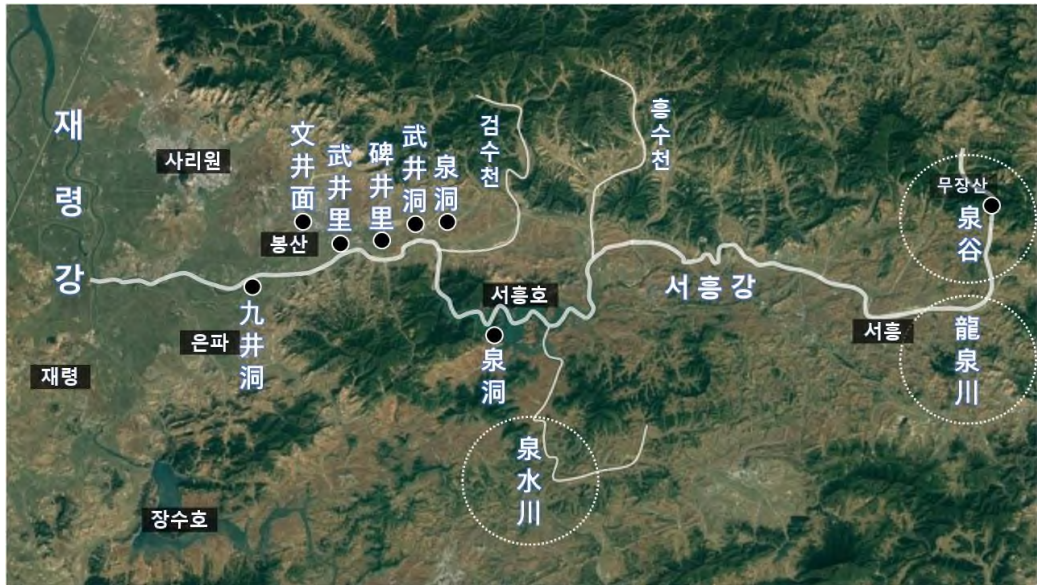 재령강
사리원
文井面
武井里
碑井里
武井洞
泉洞
검수천
흥수천
무장산
泉谷
봉산
九井洞
은파
재령
서흥호
泉洞
서흥강
서흥
龍泉川
泉水川
장수호